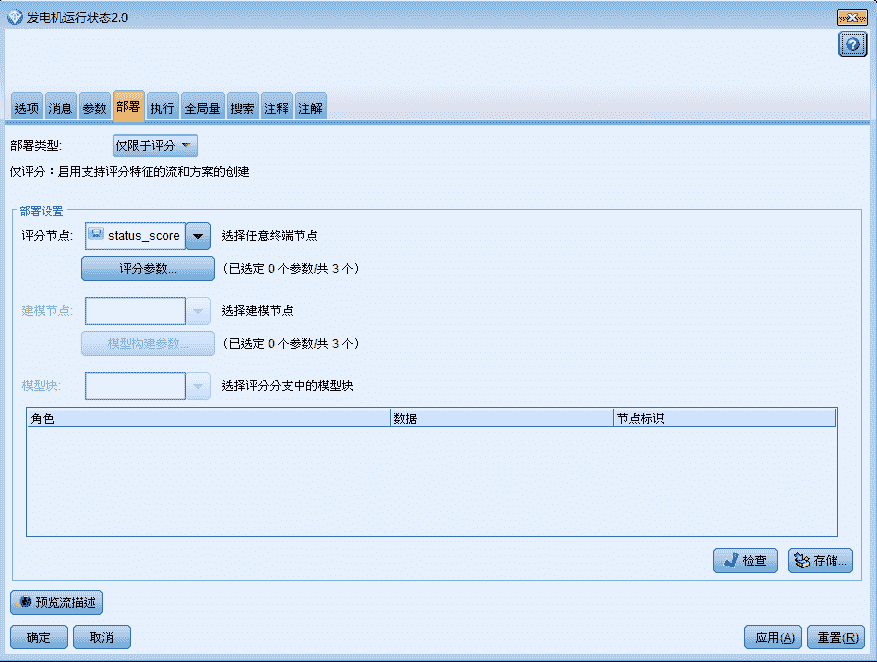 发电机运行状态2.0
选项 消息 参数 部署 执行 全局量 搜索 注释 注解
部署类型: 仅限于评分
仅评分：启用支持评分特征的流和方案的创建
部署设置
评分节点: status_score 选择任意终端节点
评分参数... （已选定 0 个参数/共 3 个）
建模节点: 选择建模节点
模型构建参数... （已选定 0 个参数/共 3 个）
模型块: 选择评分分支中的模型块
角色 数据 节点标识
检查 存储...
预览流描述
确定 取消 应用(A) 重置(R)